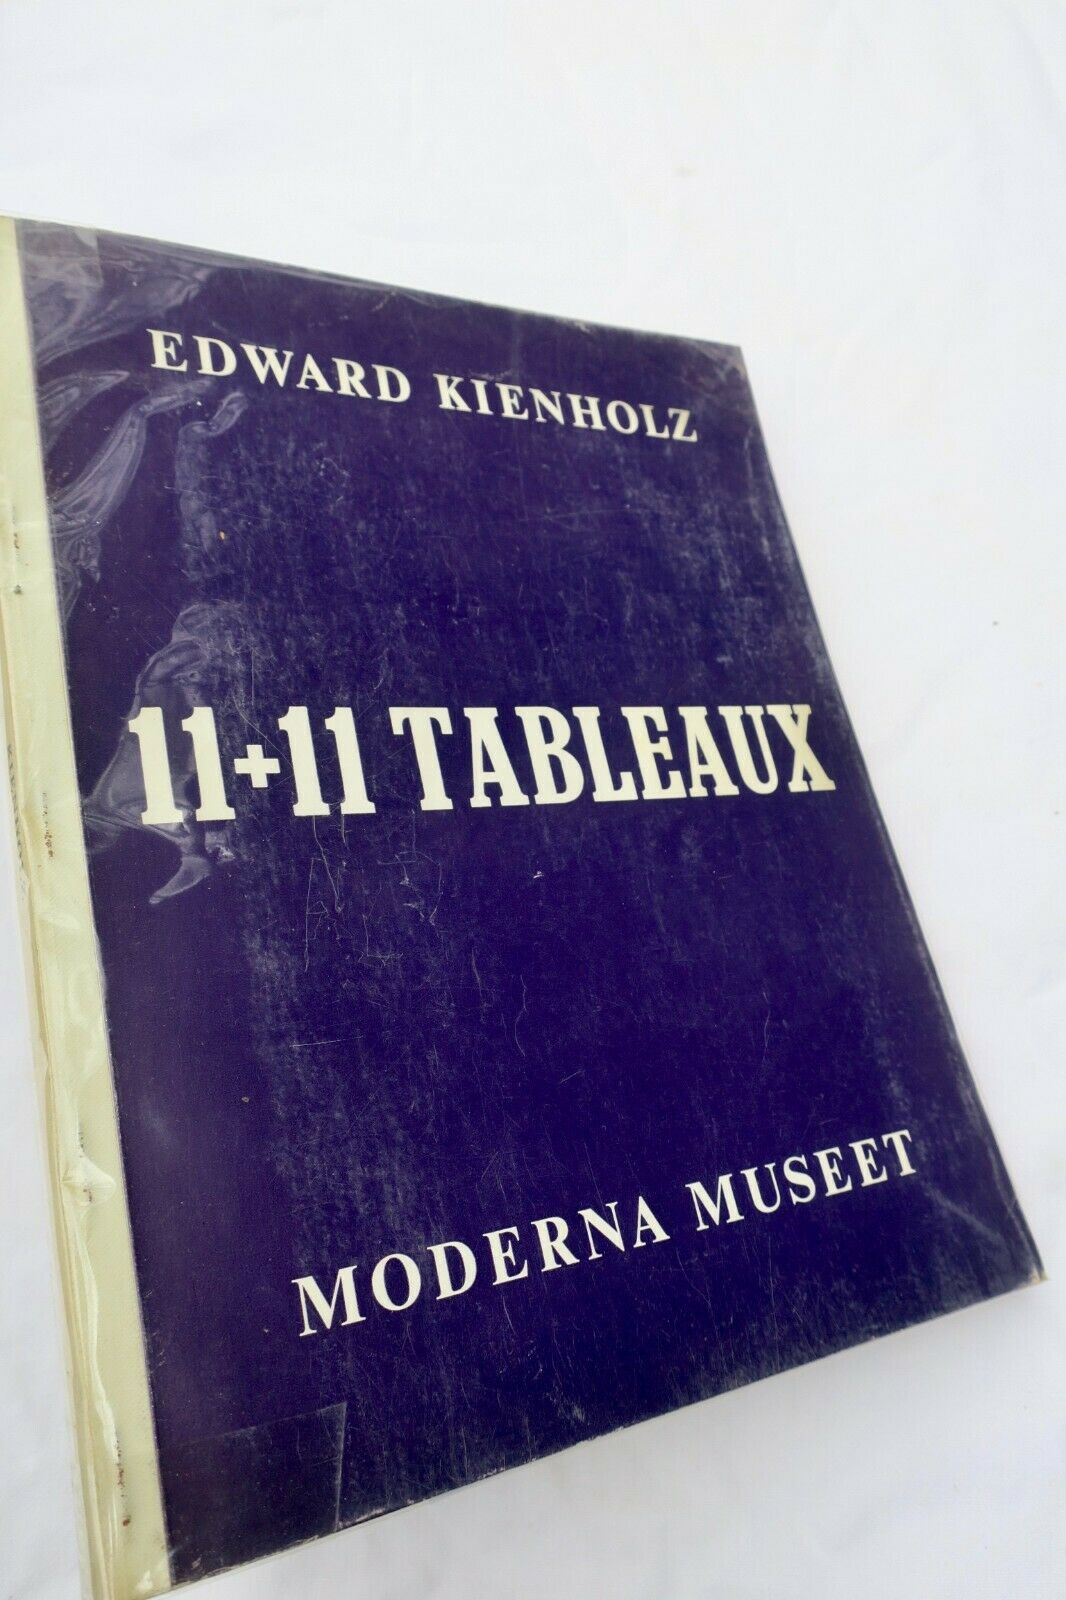 EDWARD KIENHOLZ
11+11 TABLEAUX
MODERNA MUSEET